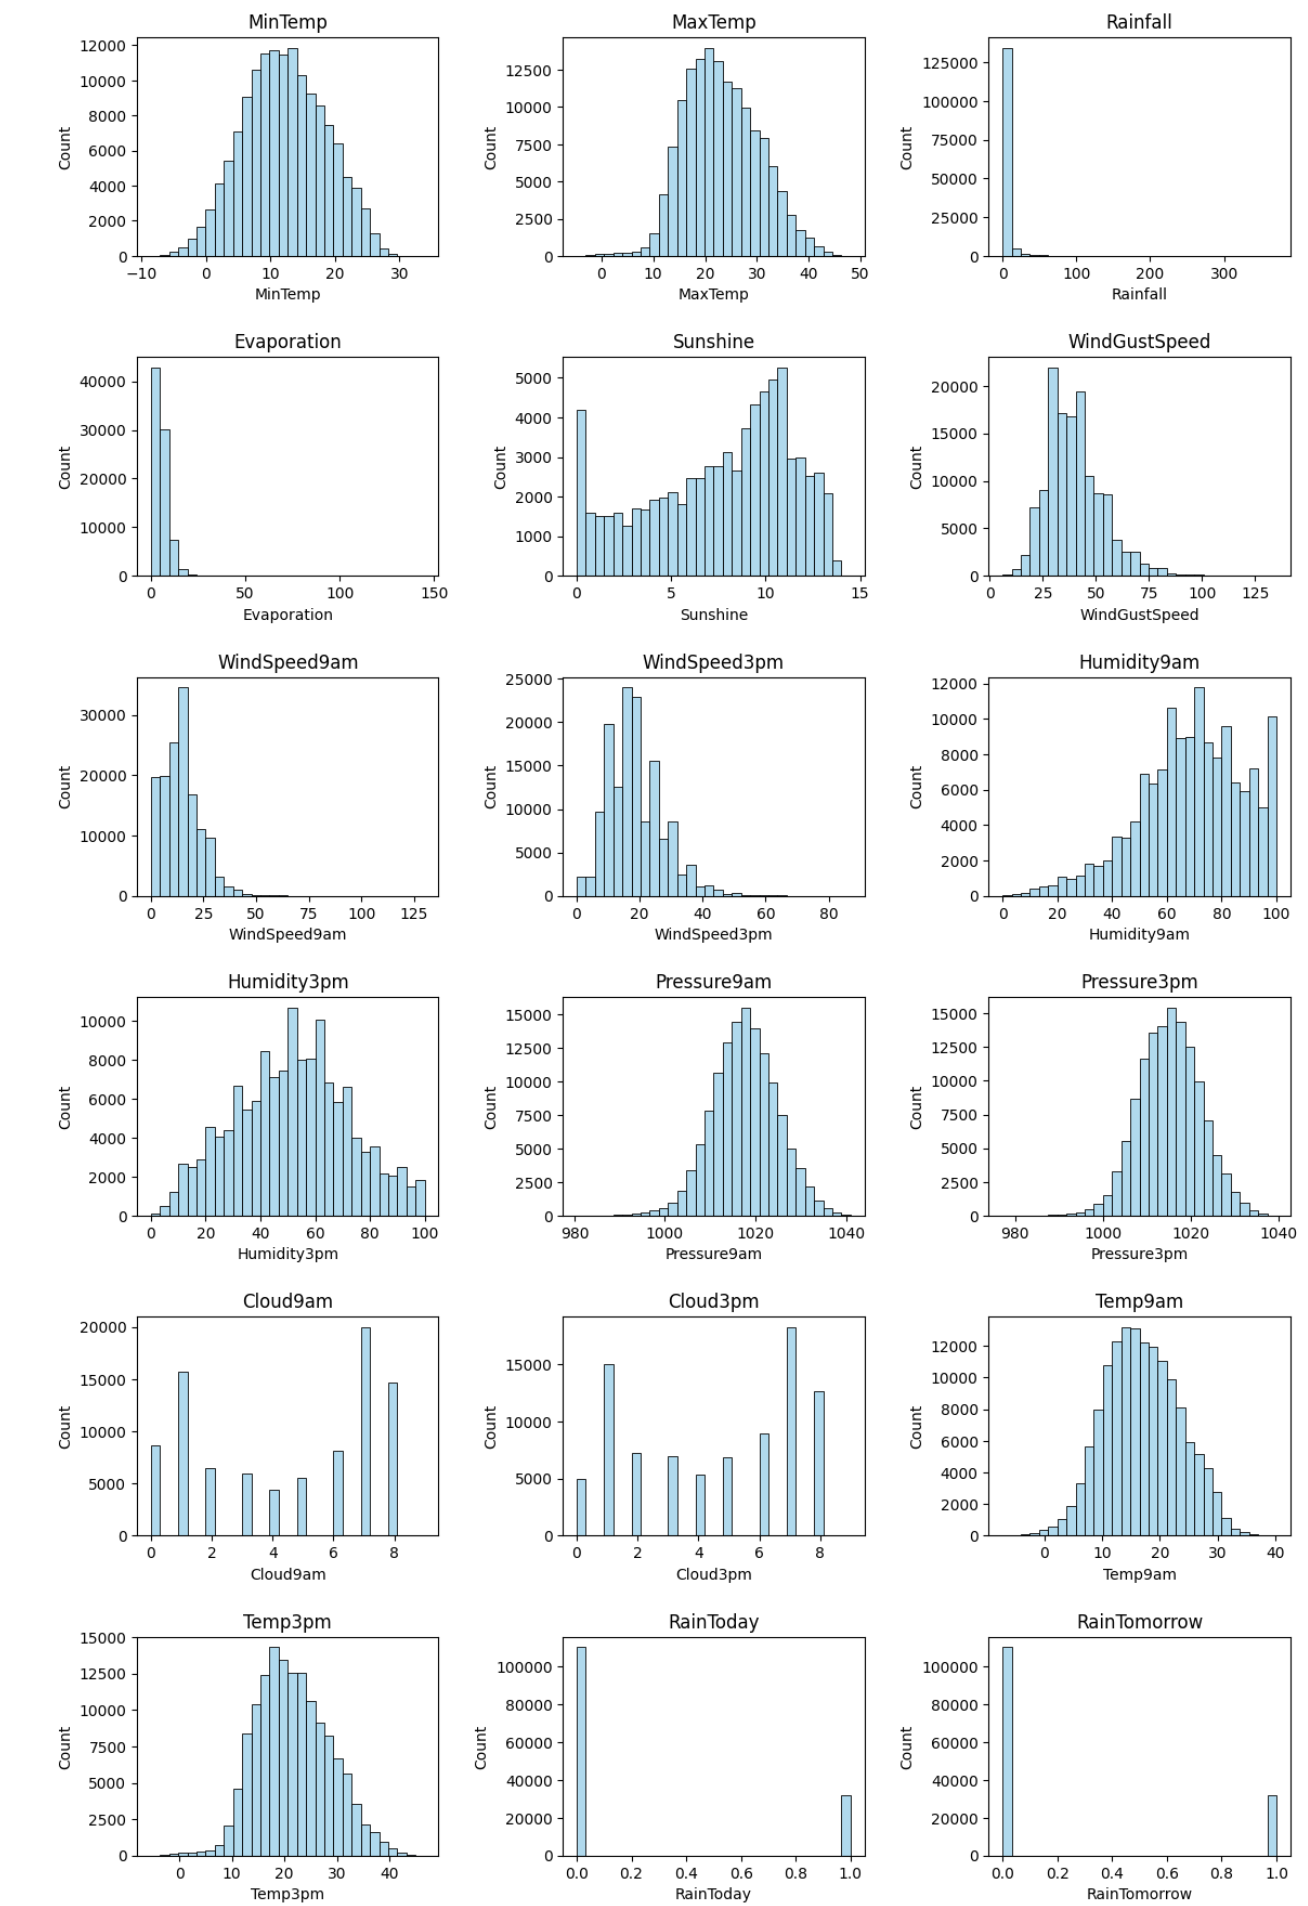 MinTemp
12000
10000
8000
6000
4000
2000
0
Count
−10 0 10 20 30
MinTemp
MaxTemp
12500
10000
7500
5000
2500
0
Count
0 10 20 30 40 50
MaxTemp
Rainfall
125000
100000
75000
50000
25000
0
Count
0 100 200 300
Rainfall
Evaporation
40000
30000
20000
10000
0
Count
0 50 100 150
Evaporation
Sunshine
5000
4000
3000
2000
1000
0
Count
0 5 10 15
Sunshine
WindGustSpeed
20000
15000
10000
5000
0
Count
0 25 50 75 100 125
WindGustSpeed
WindSpeed9am
30000
20000
10000
0
Count
0 25 50 75 100 125
WindSpeed9am
WindSpeed3pm
25000
20000
15000
10000
5000
0
Count
0 20 40 60 80
WindSpeed3pm
Humidity9am
12000
10000
8000
6000
4000
2000
0
Count
0 20 40 60 80 100
Humidity9am
Humidity3pm
10000
8000
6000
4000
2000
0
Count
0 20 40 60 80 100
Humidity3pm
Pressure9am
15000
12500
10000
7500
5000
2500
0
Count
980 1000 1020 1040
Pressure9am
Pressure3pm
15000
12500
10000
7500
5000
2500
0
Count
980 1000 1020 1040
Pressure3pm
Cloud9am
20000
15000
10000
5000
0
Count
0 2 4 6 8
Cloud9am
Cloud3pm
15000
10000
5000
0
Count
0 2 4 6 8
Cloud3pm
Temp9am
12000
10000
8000
6000
4000
2000
0
Count
0 10 20 30 40
Temp9am
Temp3pm
15000
12500
10000
7500
5000
2500
0
Count
0 10 20 30 40
Temp3pm
RainToday
100000
80000
60000
40000
20000
0
Count
0.0 0.2 0.4 0.6 0.8 1.0
RainToday
RainTomorrow
100000
80000
60000
40000
20000
0
Count
0.0 0.2 0.4 0.6 0.8 1.0
RainTomorrow